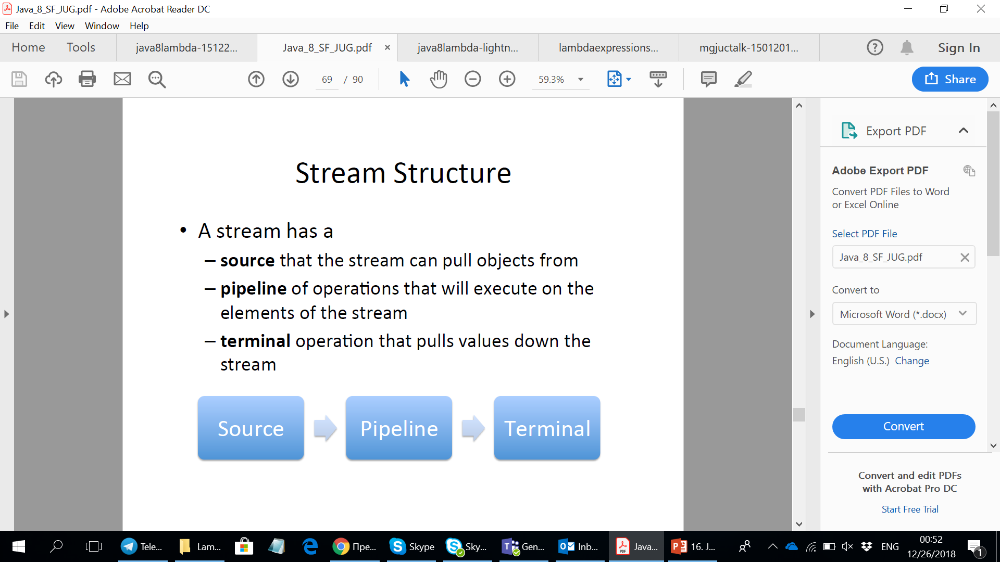 Java_8_SF_JUG.pdf - Adobe Acrobat Reader DC
File Edit View Window Help
Home Tools java8lambda-15122... Java_8_SF_JUG.pdf java8lambda-lightn... lambdaexpressions... mgjuctalk-1501201... Sign In
69 / 90 59.3% Share
Stream Structure
• A stream has a
– source that the stream can pull objects from
– pipeline of operations that will execute on the
elements of the stream
– terminal operation that pulls values down the
stream
Source Pipeline Terminal
Export PDF
Adobe Export PDF
Convert PDF Files to Word
or Excel Online
Select PDF File
Java_8_SF_JUG.pdf
Convert to
Microsoft Word (*.docx)
Document Language:
English (U.S.) Change
Convert
Convert and edit PDFs
with Acrobat Pro DC
Start Free Trial
Tele... Lam... Пре... Skype Sky... Gen... Inb... Java... 16. J... ENG
00:52
12/26/2018
1